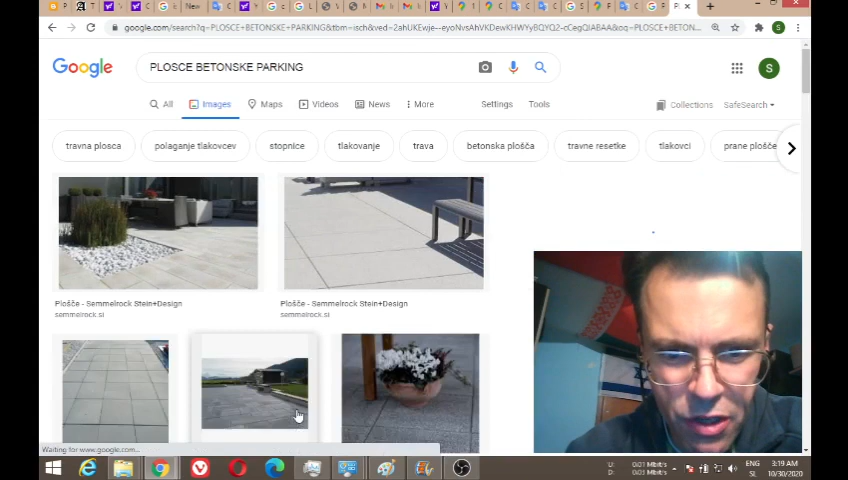 google.com/search?q=PLOSCE+BETONSKE+PARKING&tbm=isch&ved=2ahUKEwje--eyoNvsAhVKDewKHWyyBQYQ2-cCegQIABAA&oq=PLOSCE+BETON...
Google
PLOSCE BETONSKE PARKING
S
All
Images
Maps
Videos
News
More
Settings
Tools
Collections
SafeSearch
travna plosca
polaganje tlakovcev
stopnice
tlakovanje
trava
betonska plošča
travne resetke
tlakovci
prane plošče
Plošče - Semmelrock Stein+Design
semmelrock.si
Plošče - Semmelrock Stein+Design
semmelrock.si
Waiting for www.google.com...
U:
D:
0.01 Mbit/s
ENG
SL
3:19 AM
10/30/2020